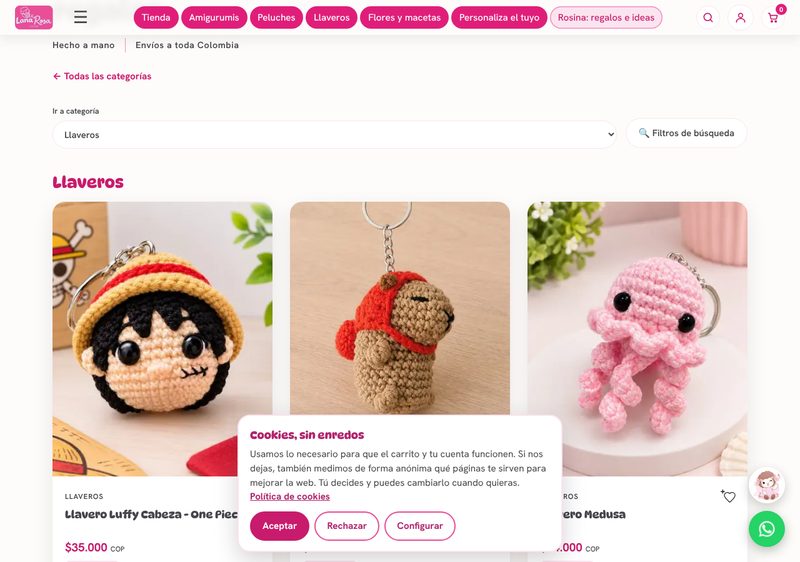 Lana Rosa
Tienda
Amigurumis
Peluches
Llaveros
Flores y macetas
Personaliza el tuyo
Rosina: regalos e ideas
0
Hecho a mano
Envíos a toda Colombia
← Todas las categorías
Ir a categoría
Llaveros
Filtros de búsqueda
Llaveros
Cookies, sin enredos
Usamos lo necesario para que el carrito y tu cuenta funcionen. Si nos
dejas, también medimos de forma anónima qué páginas te sirven para
mejorar la web. Tú decides y puedes cambiarlo cuando quieras.
Política de cookies
Aceptar
Rechazar
Configurar
LLAVEROS
Llavero Luffy Cabeza - One
$35.000 COP
Medusa
COP